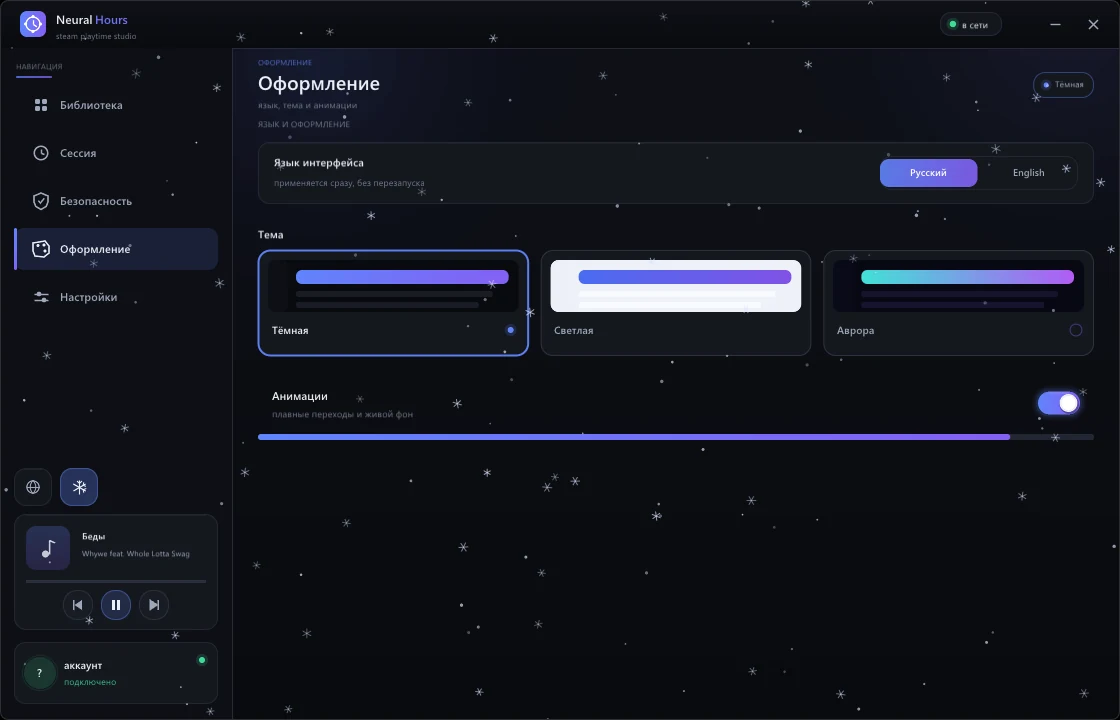 Neural Hours
steam playtime studio
в сети
НАВИГАЦИЯ
Библиотека
Сессия
Безопасность
Оформление
Настройки
Беды
Whywe feat. Whole Lotta Swag
?
аккаунт
подключено
ОФОРМЛЕНИЕ
Оформление
язык, тема и анимации
Тёмная
ЯЗЫК И ОФОРМЛЕНИЕ
Язык интерфейса
применяется сразу, без перезапуска
Русский
English
Тема
Тёмная
Светлая
Аврора
Анимации
плавные переходы и живой фон